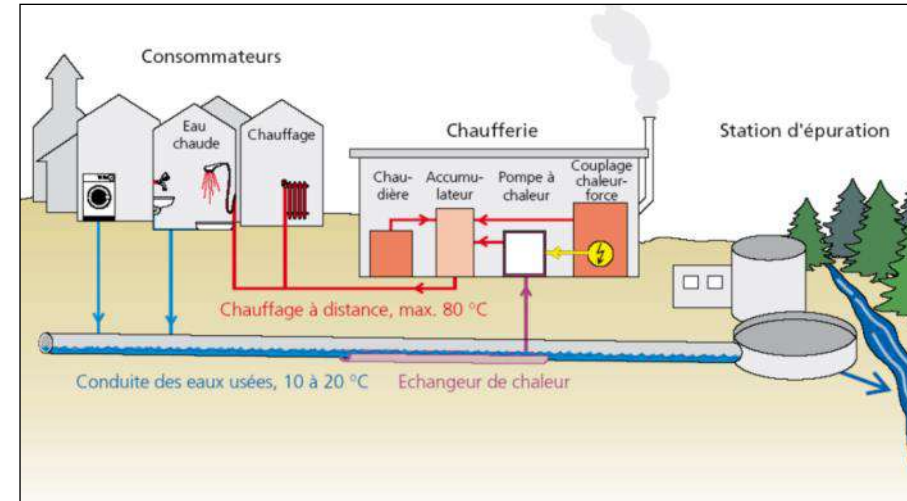 Consommateurs
Eau
chaude
Chauffage
Chaufferie
Chau-
dière
Accumu-
lateur
Pompe à
chaleur
Couplage
chaleur-
force
Station d'épuration
Chauffage à distance, max. 80 °C
Conduite des eaux usées, 10 à 20 °C
Echangeur de chaleur